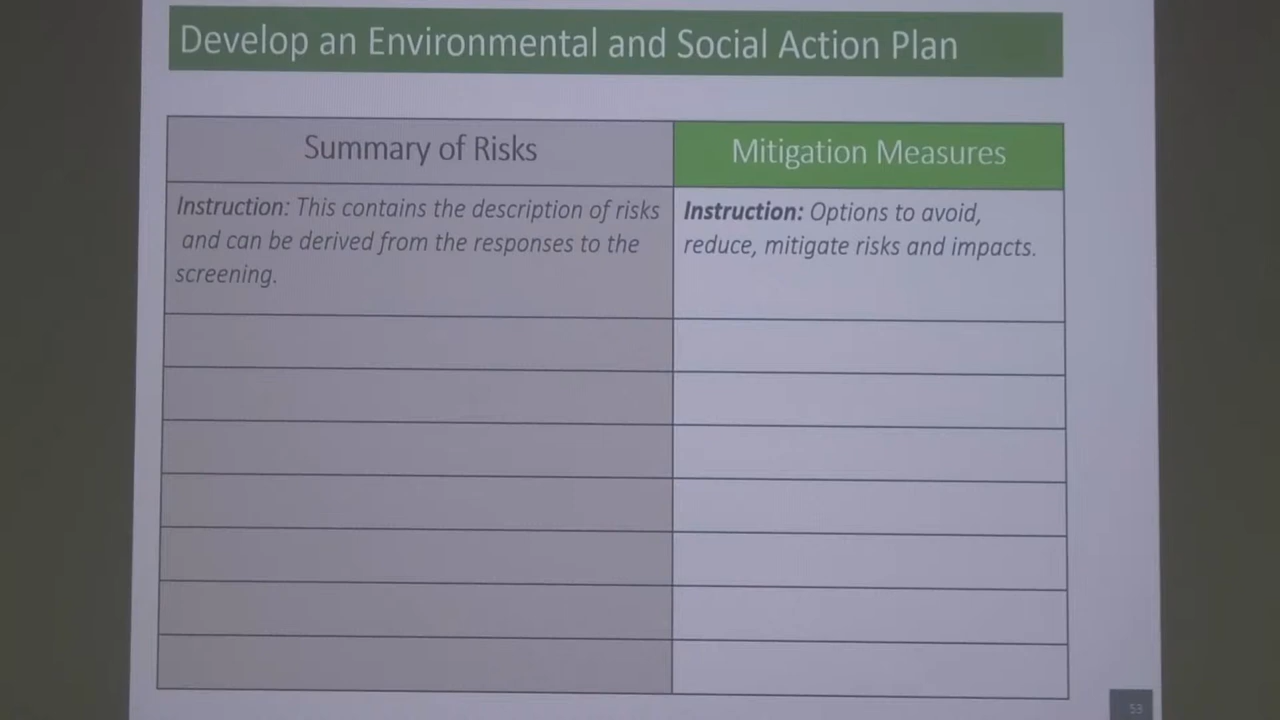 Develop an Environmental and Social Action Plan
Summary of Risks
Mitigation Measures
Instruction: This contains the description of risks
and can be derived from the responses to the
screening.
Instruction: Options to avoid,
reduce, mitigate risks and impacts.
53